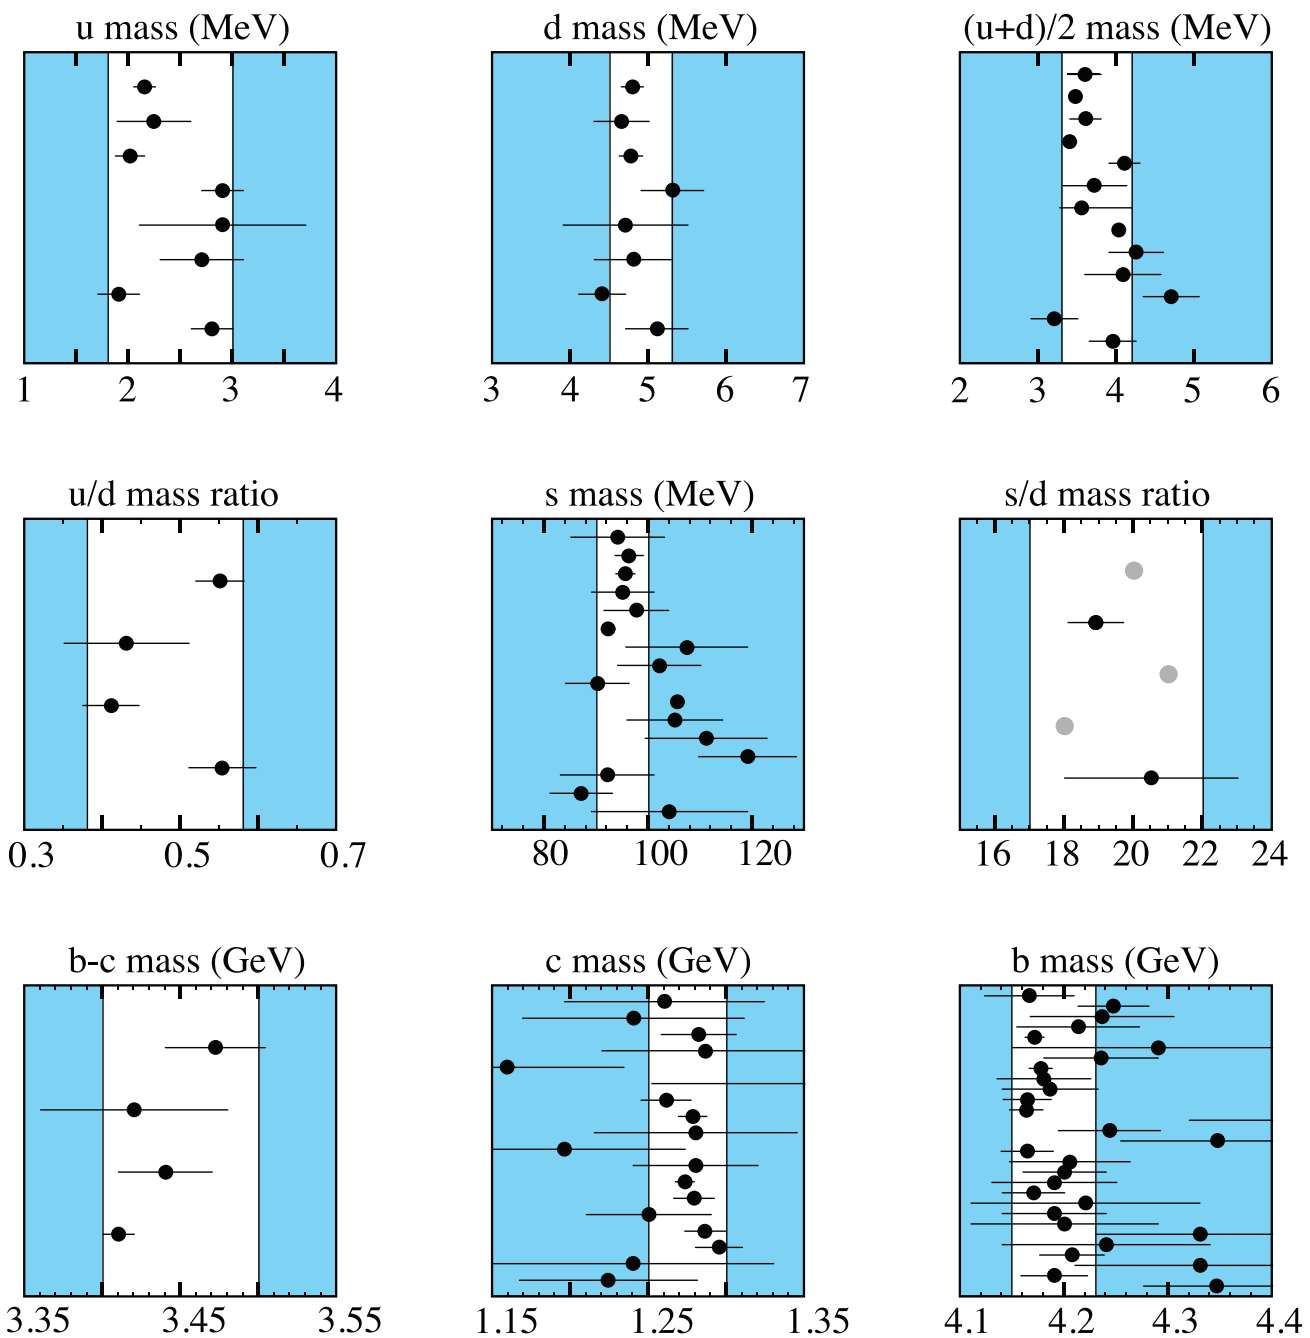 u mass (MeV) d mass (MeV) (u+d)/2 mass (MeV)
1 2 3 4 3 4 5 6 7 2 3 4 5 6
u/d mass ratio s mass (MeV) s/d mass ratio
0.3 0.5 0.7 80 100 120 16 18 20 22 24
b-c mass (GeV) c mass (GeV) b mass (GeV)
3.35 3.45 3.55 1.15 1.25 1.35 4.1 4.2 4.3 4.4